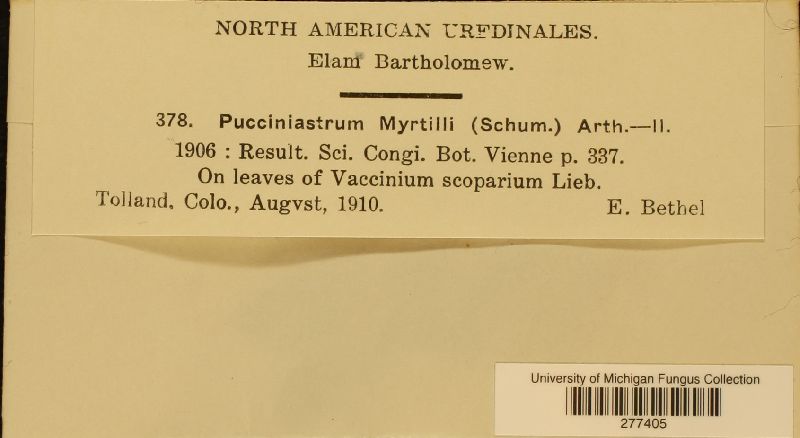 NORTH AMERICAN UREDINALES.
Elam Bartholomew.
378. Pucciniastrum Myrtilli (Schum.) Arth.—II.
1906 : Result. Sci. Congi. Bot. Vienne p. 337.
On leaves of Vaccinium scoparium Lieb.
Tolland, Colo., Augvst, 1910. E. Bethel
University of Michigan Fungus Collection
277405